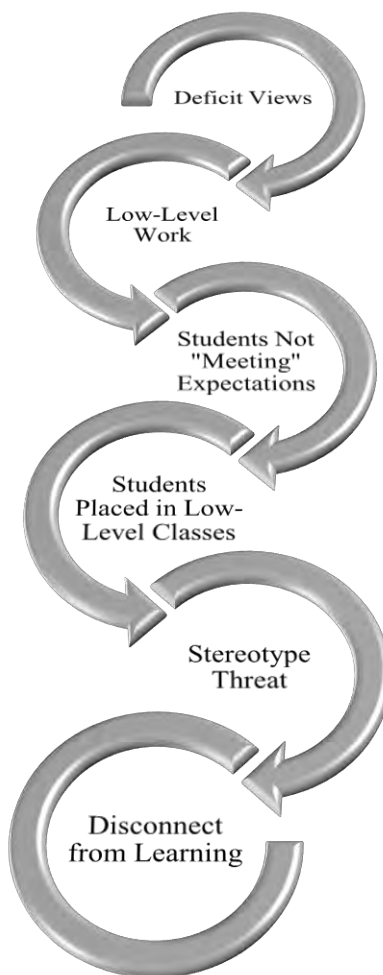 Deficit Views
Low-Level
Work
Students Not
"Meeting"
Expectations
Students
Placed in Low-
Level Classes
Stereotype
Threat
Disconnect
from Learning